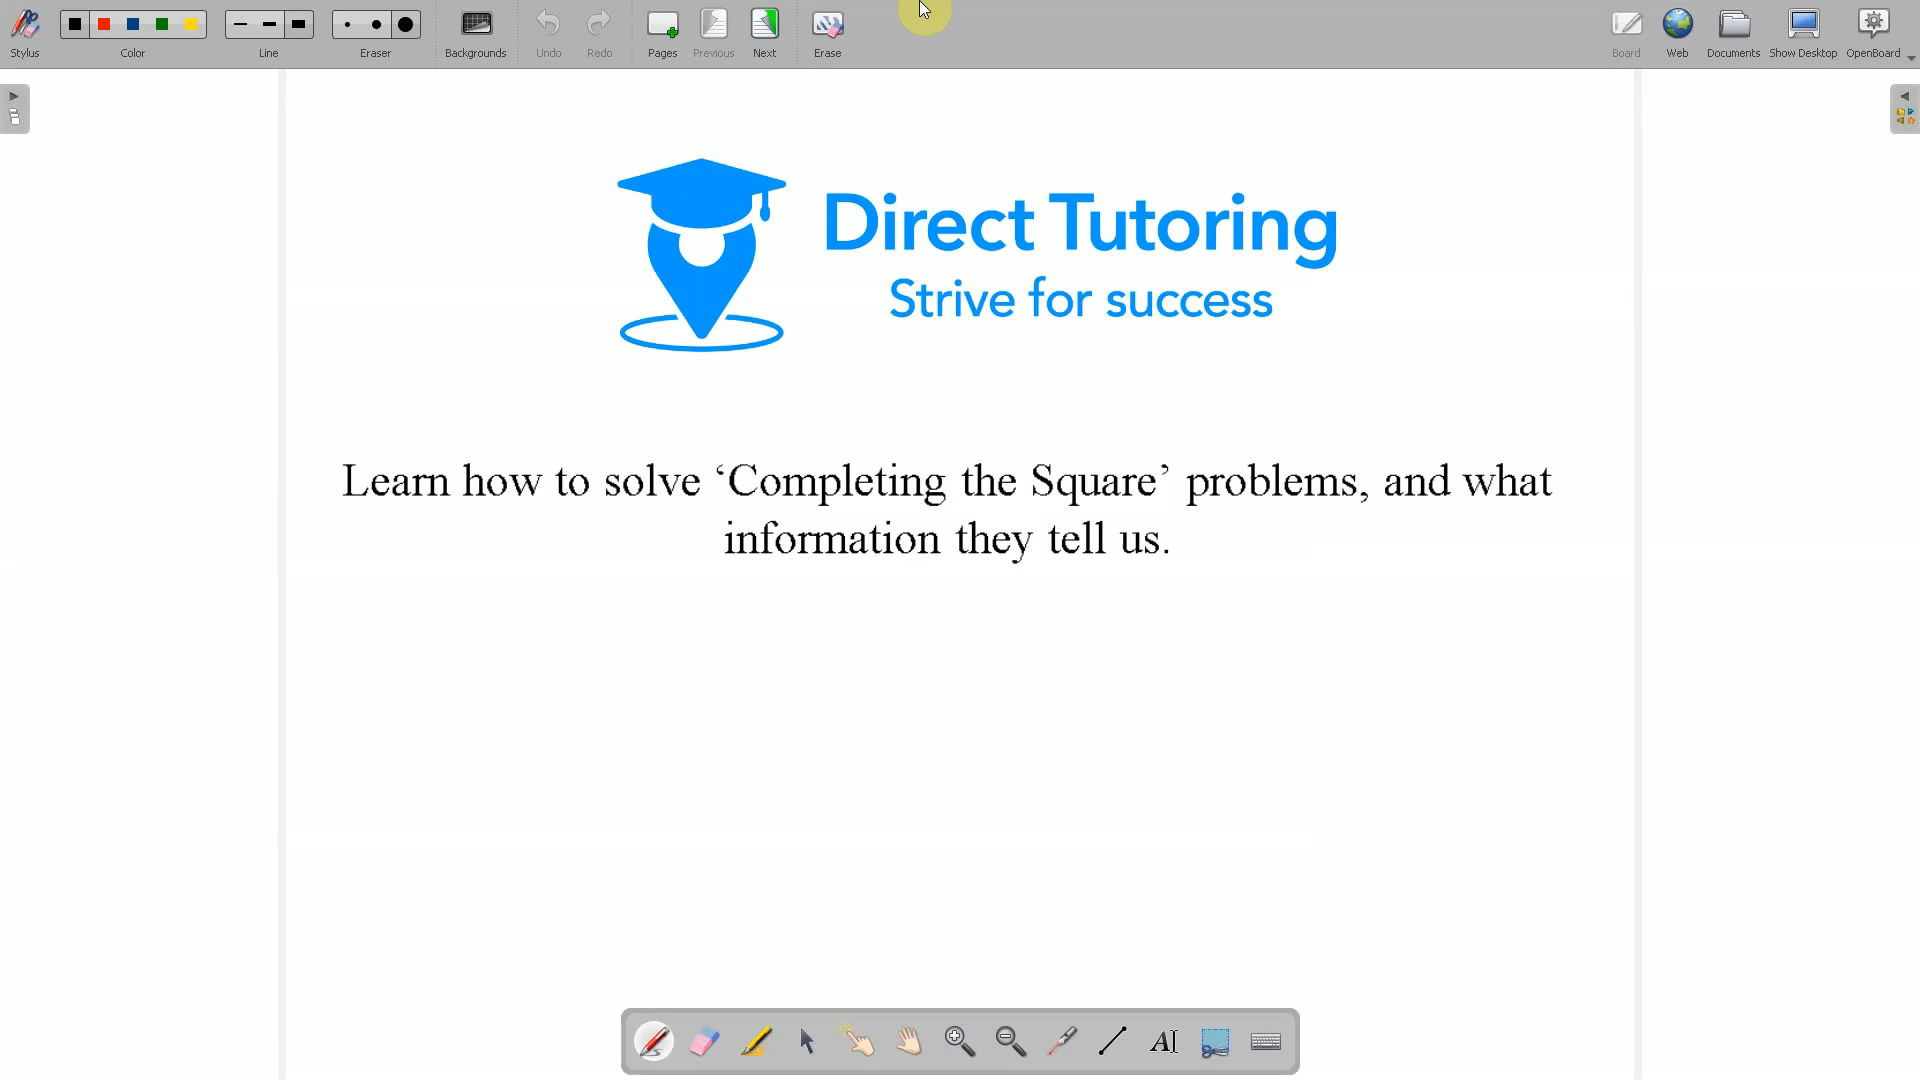 Stylus
Color
Line
Eraser
Backgrounds
Undo
Redo
Pages
Previous
Next
Erase
Board
Web
Documents
Show Desktop
OpenBoard
Direct Tutoring
Strive for success
Learn how to solve ‘Completing the Square’ problems, and what
information they tell us.
AI